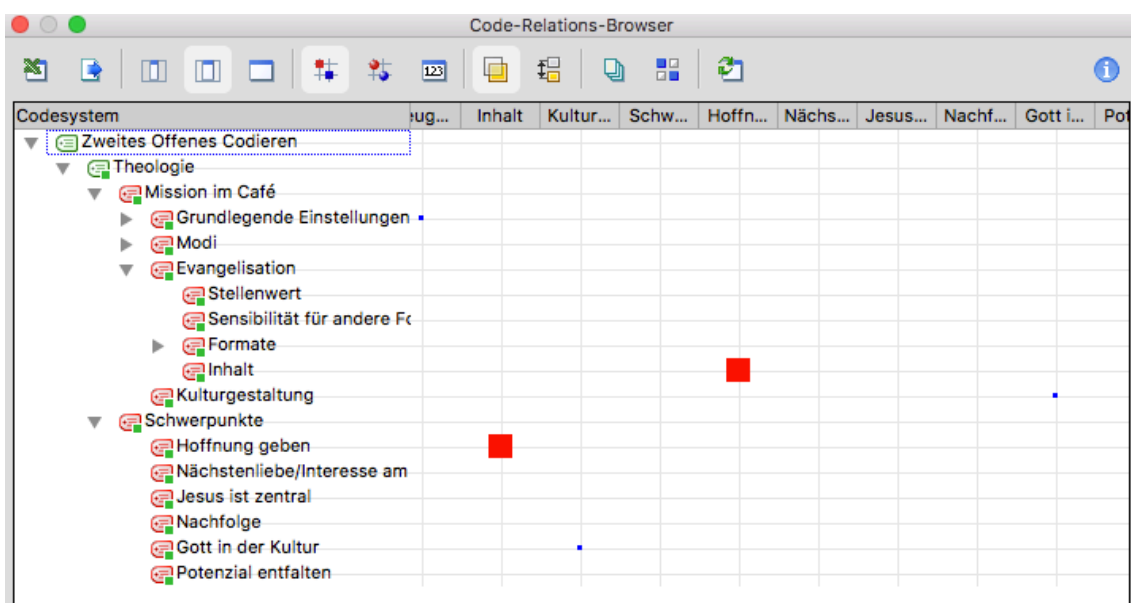 Code-Relations-Browser
123
Codesystem eug... Inhalt Kultur... Schw... Hoffn... Nächs... Jesus... Nachf... Gott i... Pot
Zweites Offenes Codieren
Theologie
Mission im Café
Grundlegende Einstellungen
Modi
Evangelisation
Stellenwert
Sensibilität für andere Fo
Formate
Inhalt
Kulturgestaltung
Schwerpunkte
Hoffnung geben
Nächstenliebe/Interesse am
Jesus ist zentral
Nachfolge
Gott in der Kultur
Potenzial entfalten